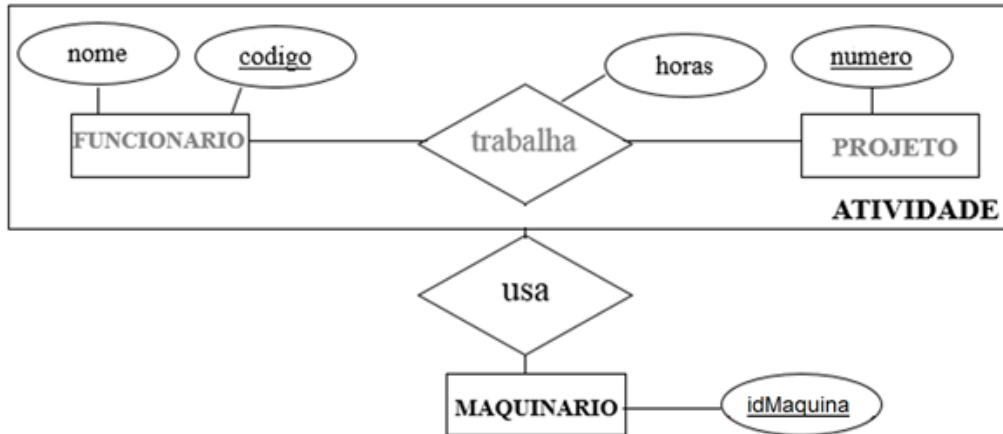 nome
codigo
horas
numero
FUNCIONARIO
trabalha
PROJETO
ATIVIDADE
usa
MAQUINARIO
idMaquina